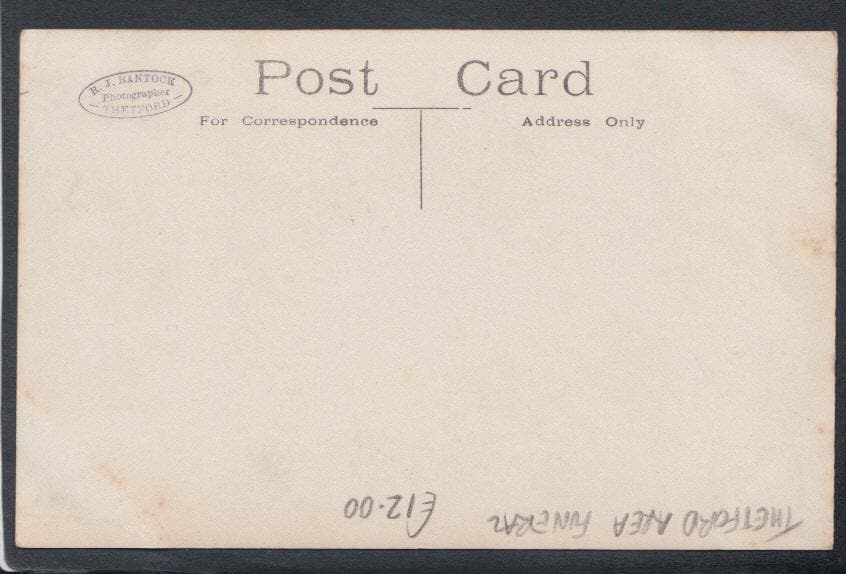 R. J. BANTOCK
Photographer
THETFORD
Post Card
For Correspondence
Address Only
THETFORD AREA FUNERAL
£12.00